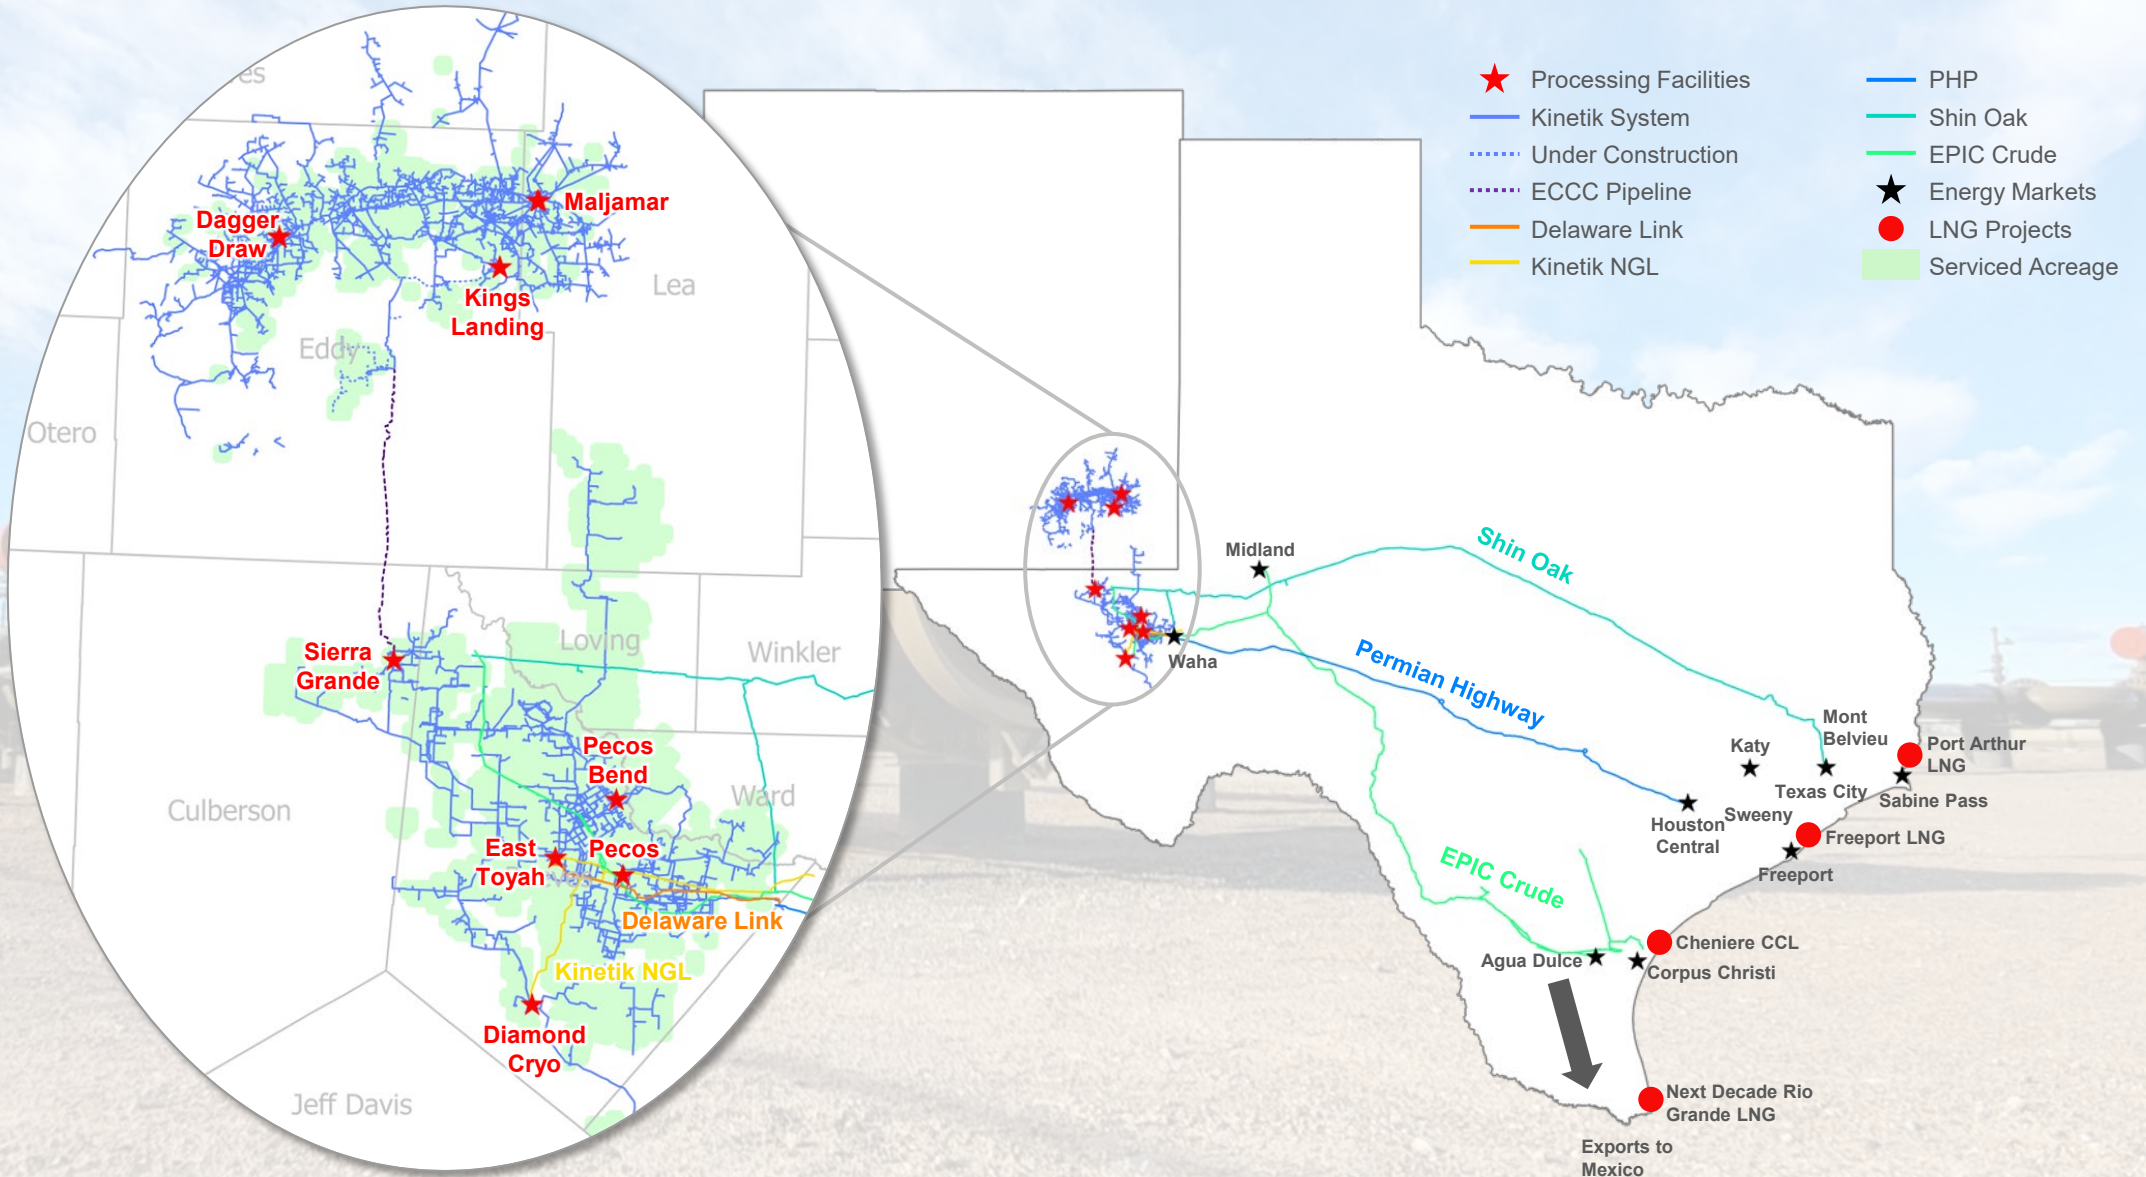 Processing Facilities
Kinetik System
Under Construction
ECCC Pipeline
Delaware Link
Kinetik NGL
PHP
Shin Oak
EPIC Crude
Energy Markets
LNG Projects
Serviced Acreage
es
Maljamar
Dagger
Draw
Kings
Landing
Lea
Eddy
Otero
Sierra
Grande
Loving
Winkler
Pecos
Bend
Ward
Culberson
East
Toyah
Pecos
Delaware Link
Kinetik NGL
Diamond
Cryo
Jeff Davis
Midland
Waha
Shin Oak
Permian Highway
EPIC Crude
Mont
Belvieu
Katy
Port Arthur
LNG
Texas City
Sabine Pass
Sweeny
Houston
Central
Freeport LNG
Freeport
Cheniere CCL
Agua Dulce
Corpus Christi
Next Decade Rio
Grande LNG
Exports to
Mexico